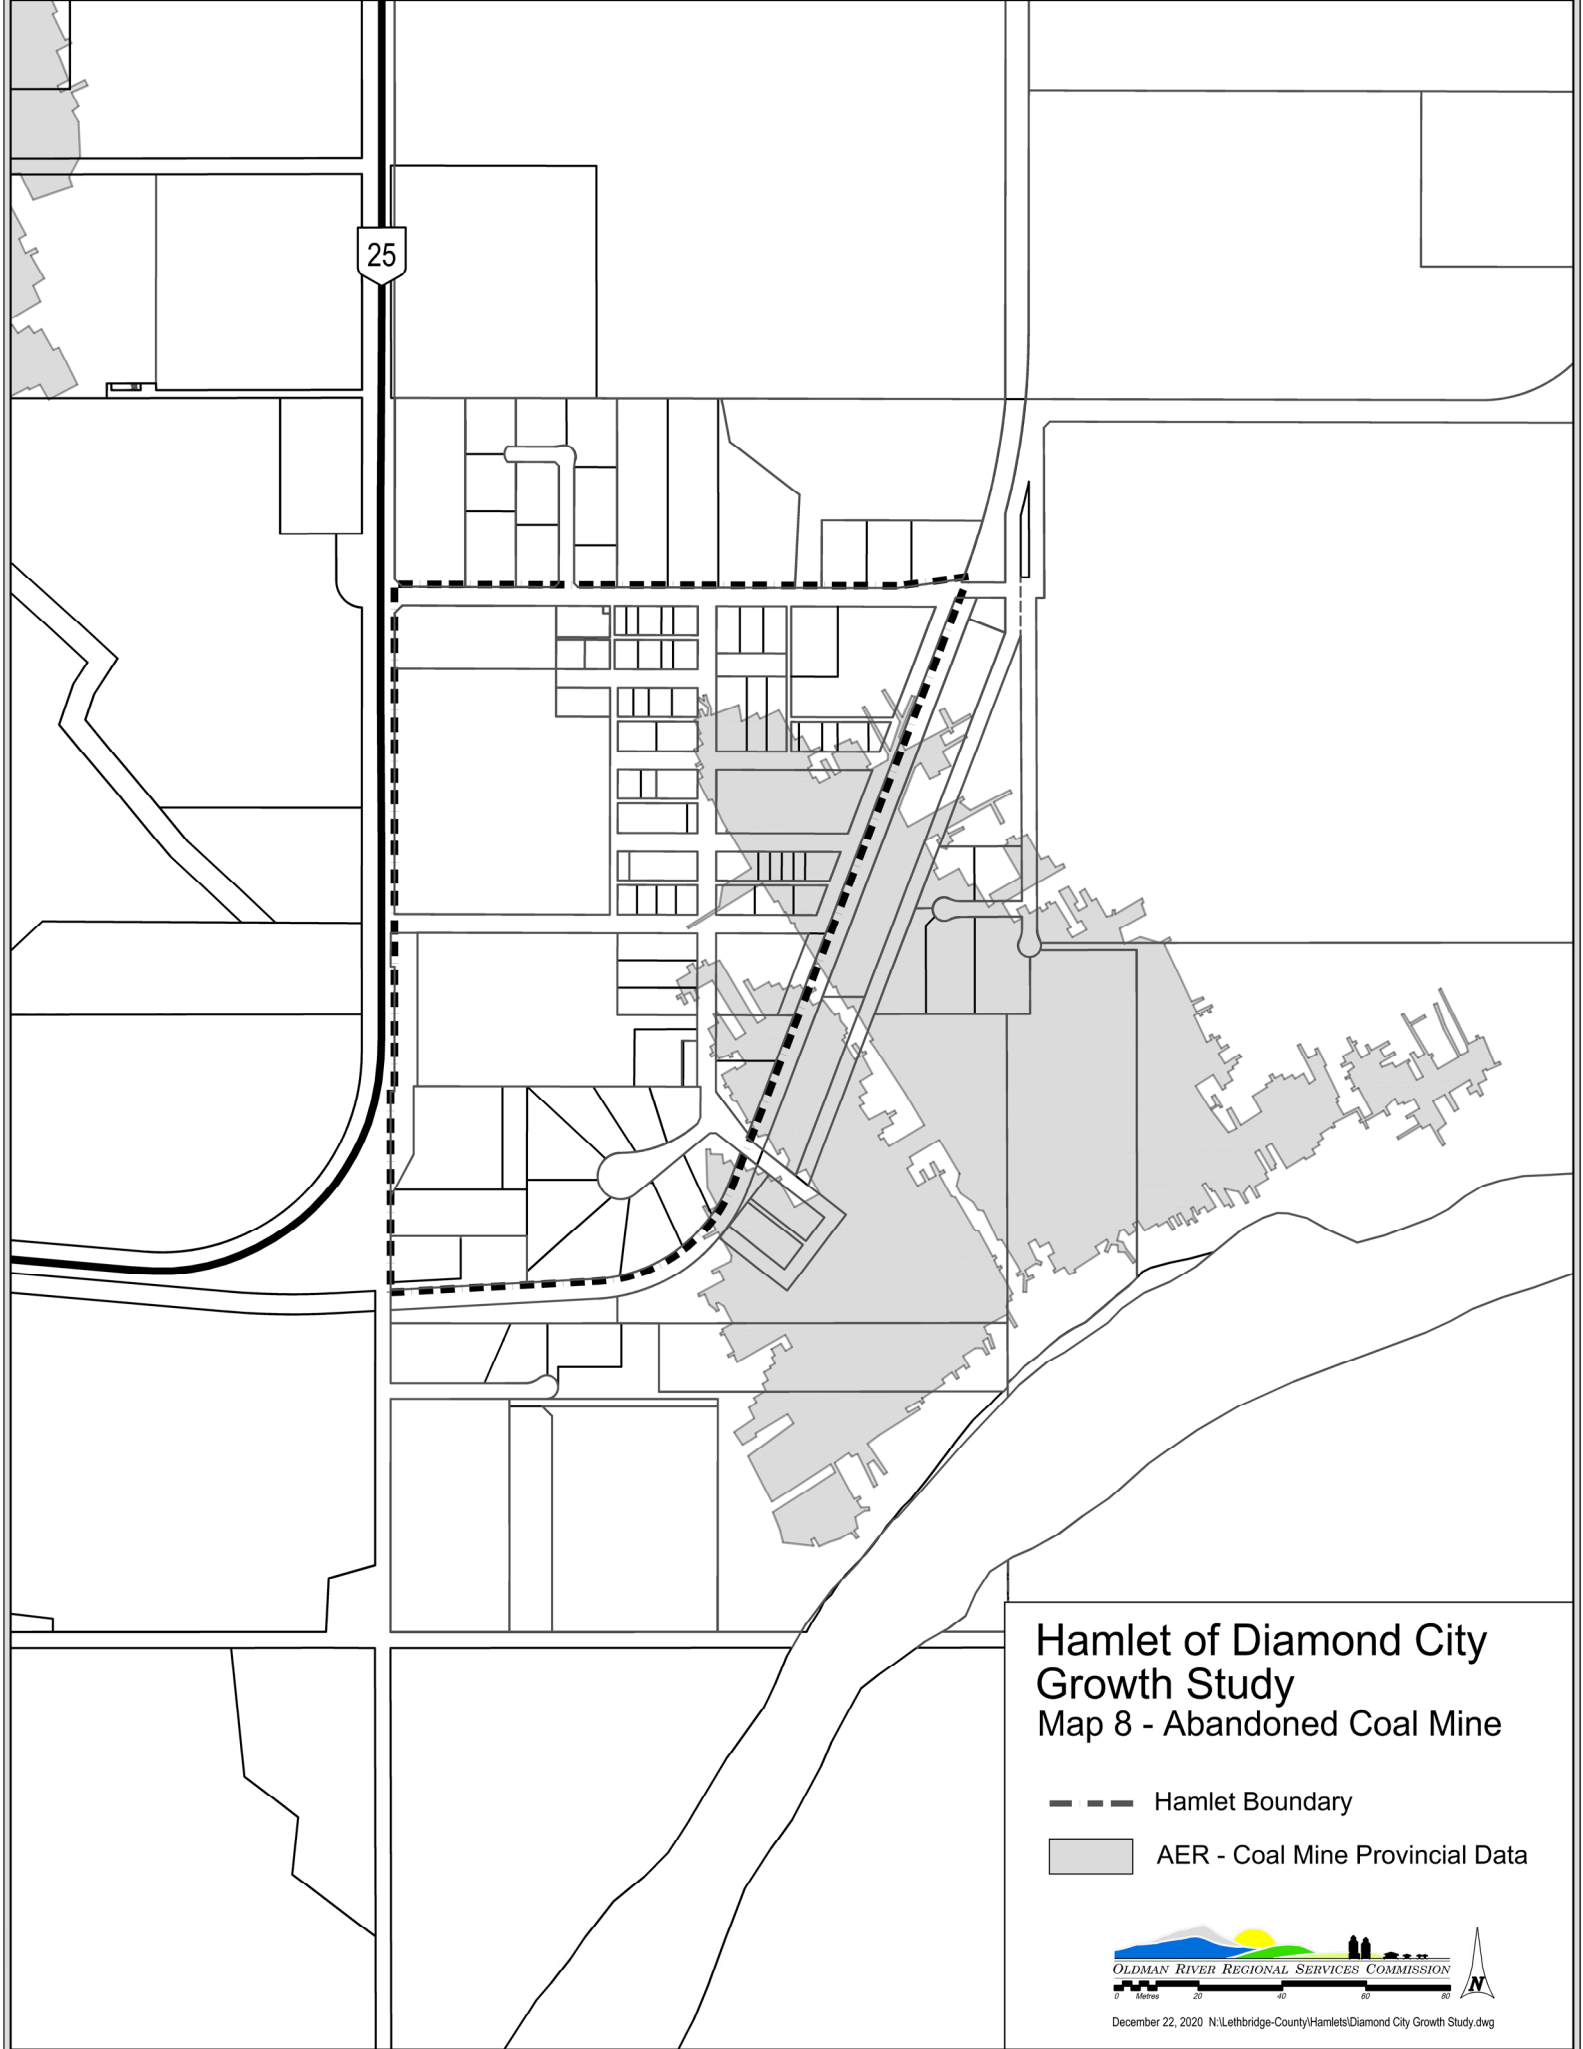 25
Hamlet of Diamond City
Growth Study
Map 8 - Abandoned Coal Mine
Hamlet Boundary
AER - Coal Mine Provincial Data
OLDMAN RIVER REGIONAL SERVICES COMMISSION
0 Metres 20 40 60 80
N
December 22, 2020 N:\Lethbridge-County\Hamlets\Diamond City Growth Study.dwg